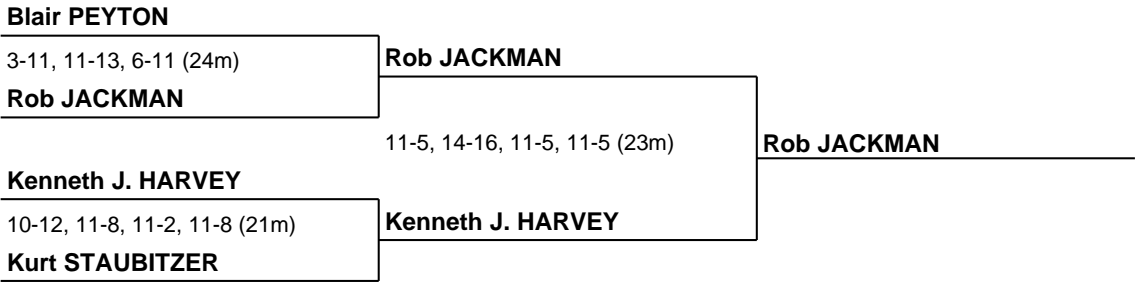 Blair PEYTON
3-11, 11-13, 6-11 (24m)
Rob JACKMAN
Rob JACKMAN
11-5, 14-16, 11-5, 11-5 (23m)
Rob JACKMAN
Kenneth J. HARVEY
10-12, 11-8, 11-2, 11-8 (21m)
Kenneth J. HARVEY
Kurt STAUBITZER